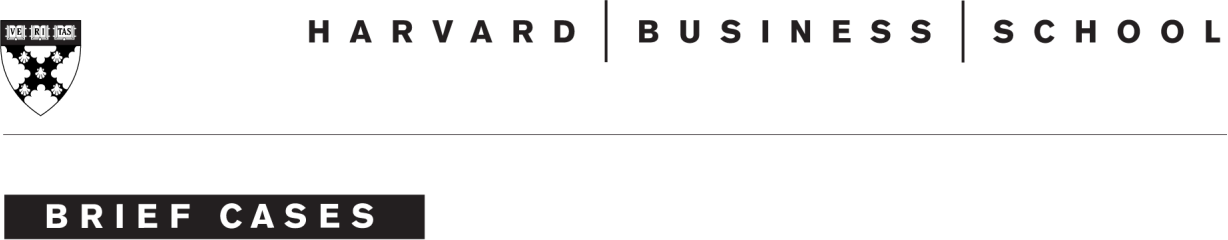 VE RI TAS
HARVARD | BUSINESS | SCHOOL
BRIEF CASES